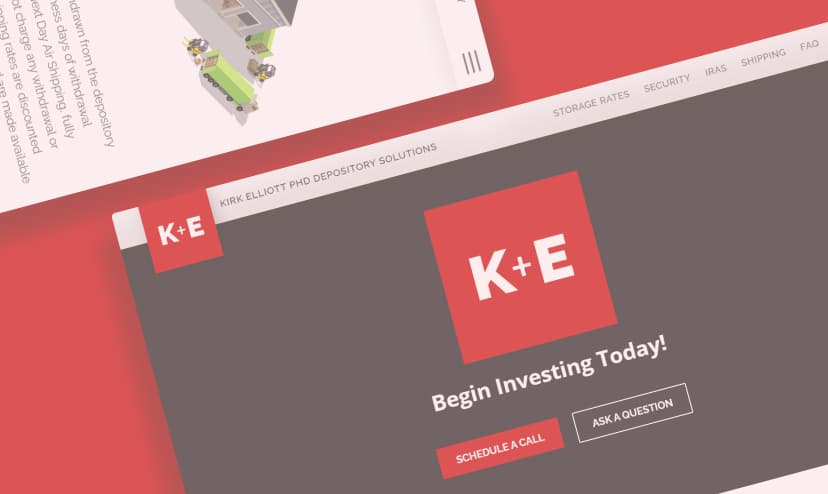 drawn from the depository
ness days of withdrawal
ext Day Air Shipping, fully
ot charge any withdrawal or
pping rates are discounted
d are made available
KIRK ELLIOTT PHD DEPOSITORY SOLUTIONS
STORAGE RATES SECURITY IRAS SHIPPING FAQ
K+E
K+E
Begin Investing Today!
SCHEDULE A CALL
ASK A QUESTION